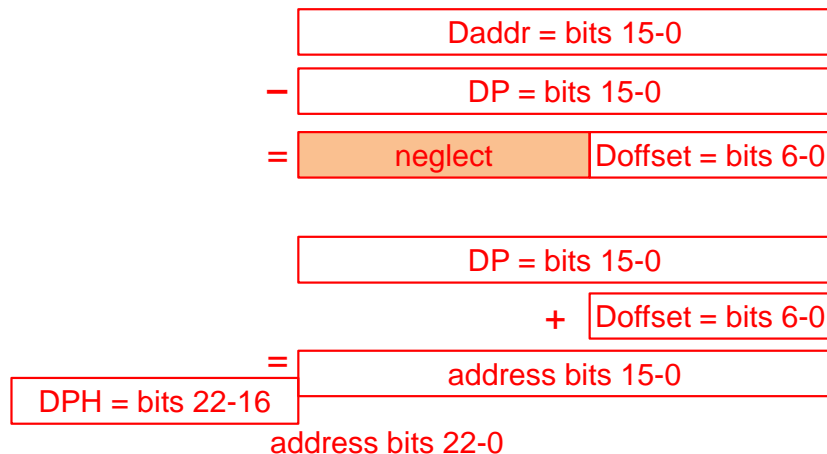 Daddr = bits 15-0
– DP = bits 15-0
= neglect Doffset = bits 6-0
DP = bits 15-0
+ Doffset = bits 6-0
= address bits 15-0
DPH = bits 22-16
address bits 22-0